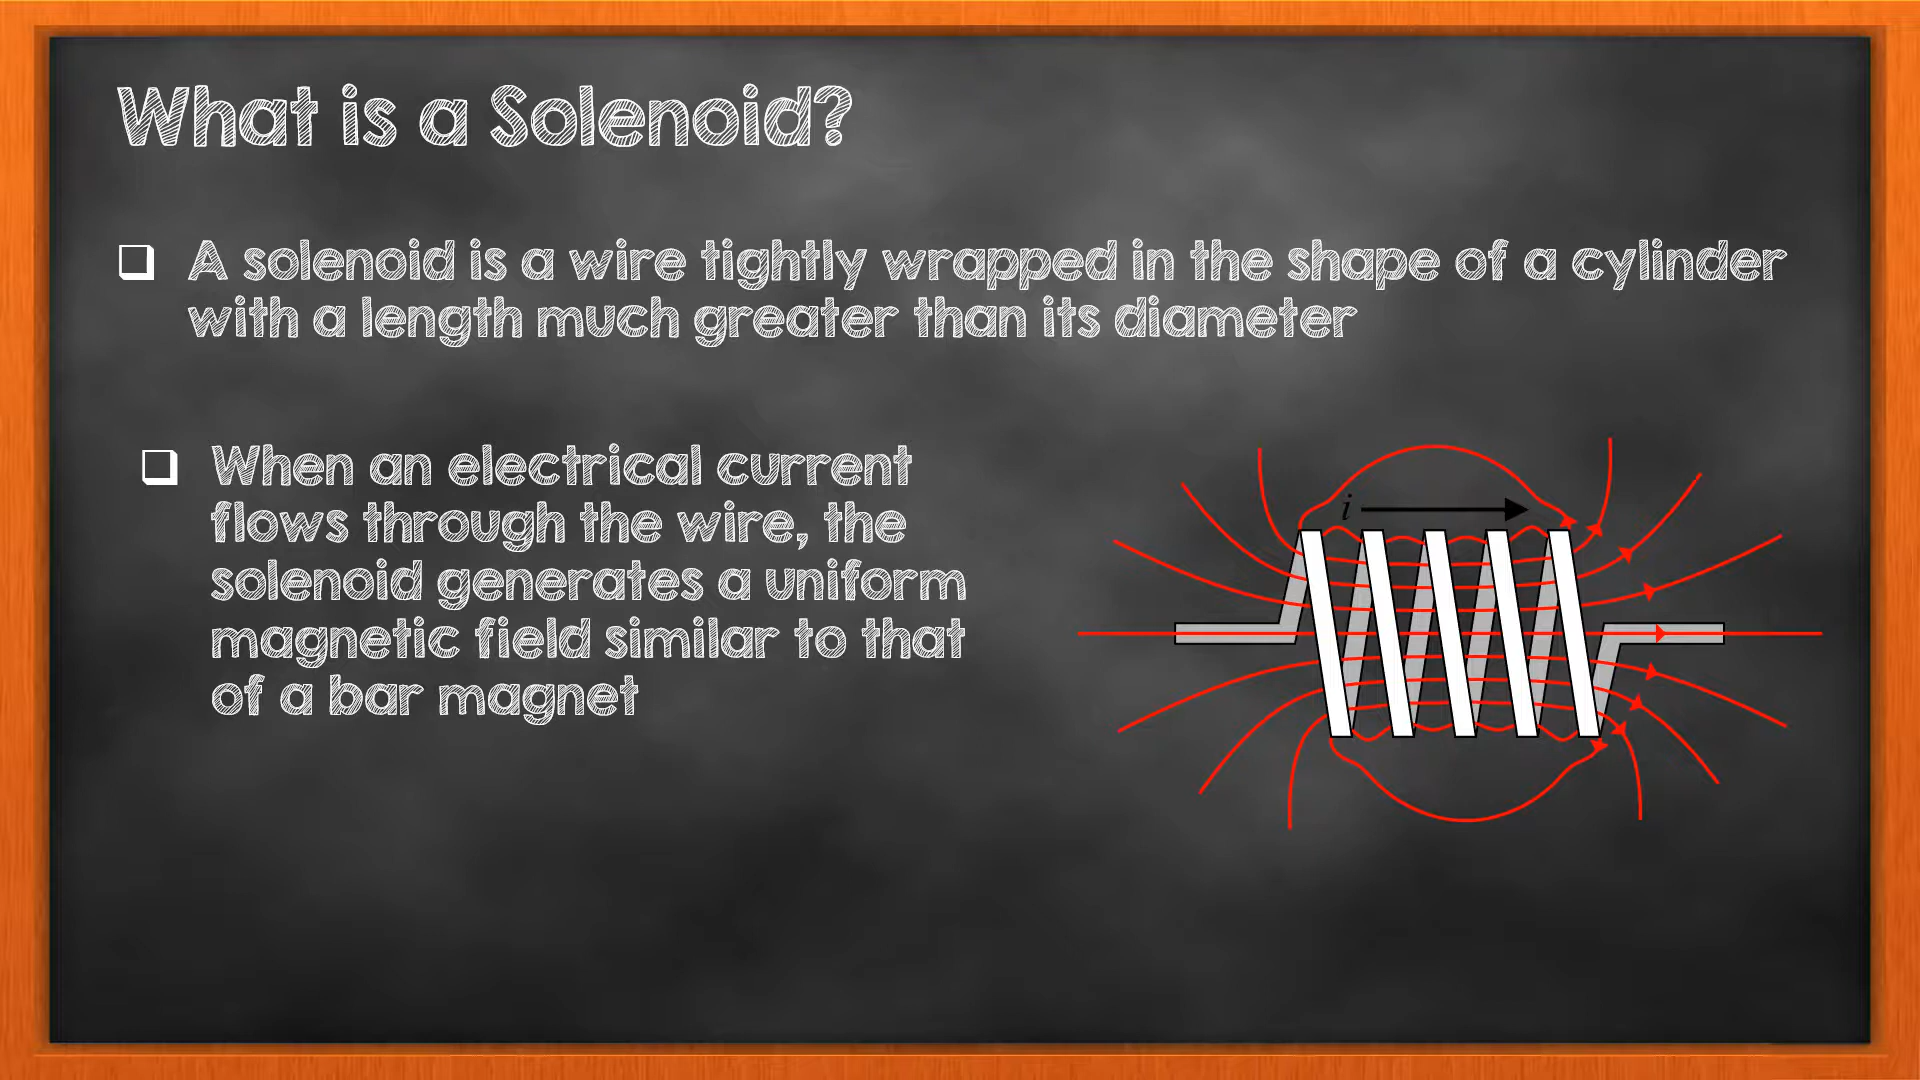 What is a Solenoid?
A solenoid is a wire tightly wrapped in the shape of a cylinder
with a length much greater than its diameter
When an electrical current
flows through the wire, the
solenoid generates a uniform
magnetic field similar to that
of a bar magnet
i